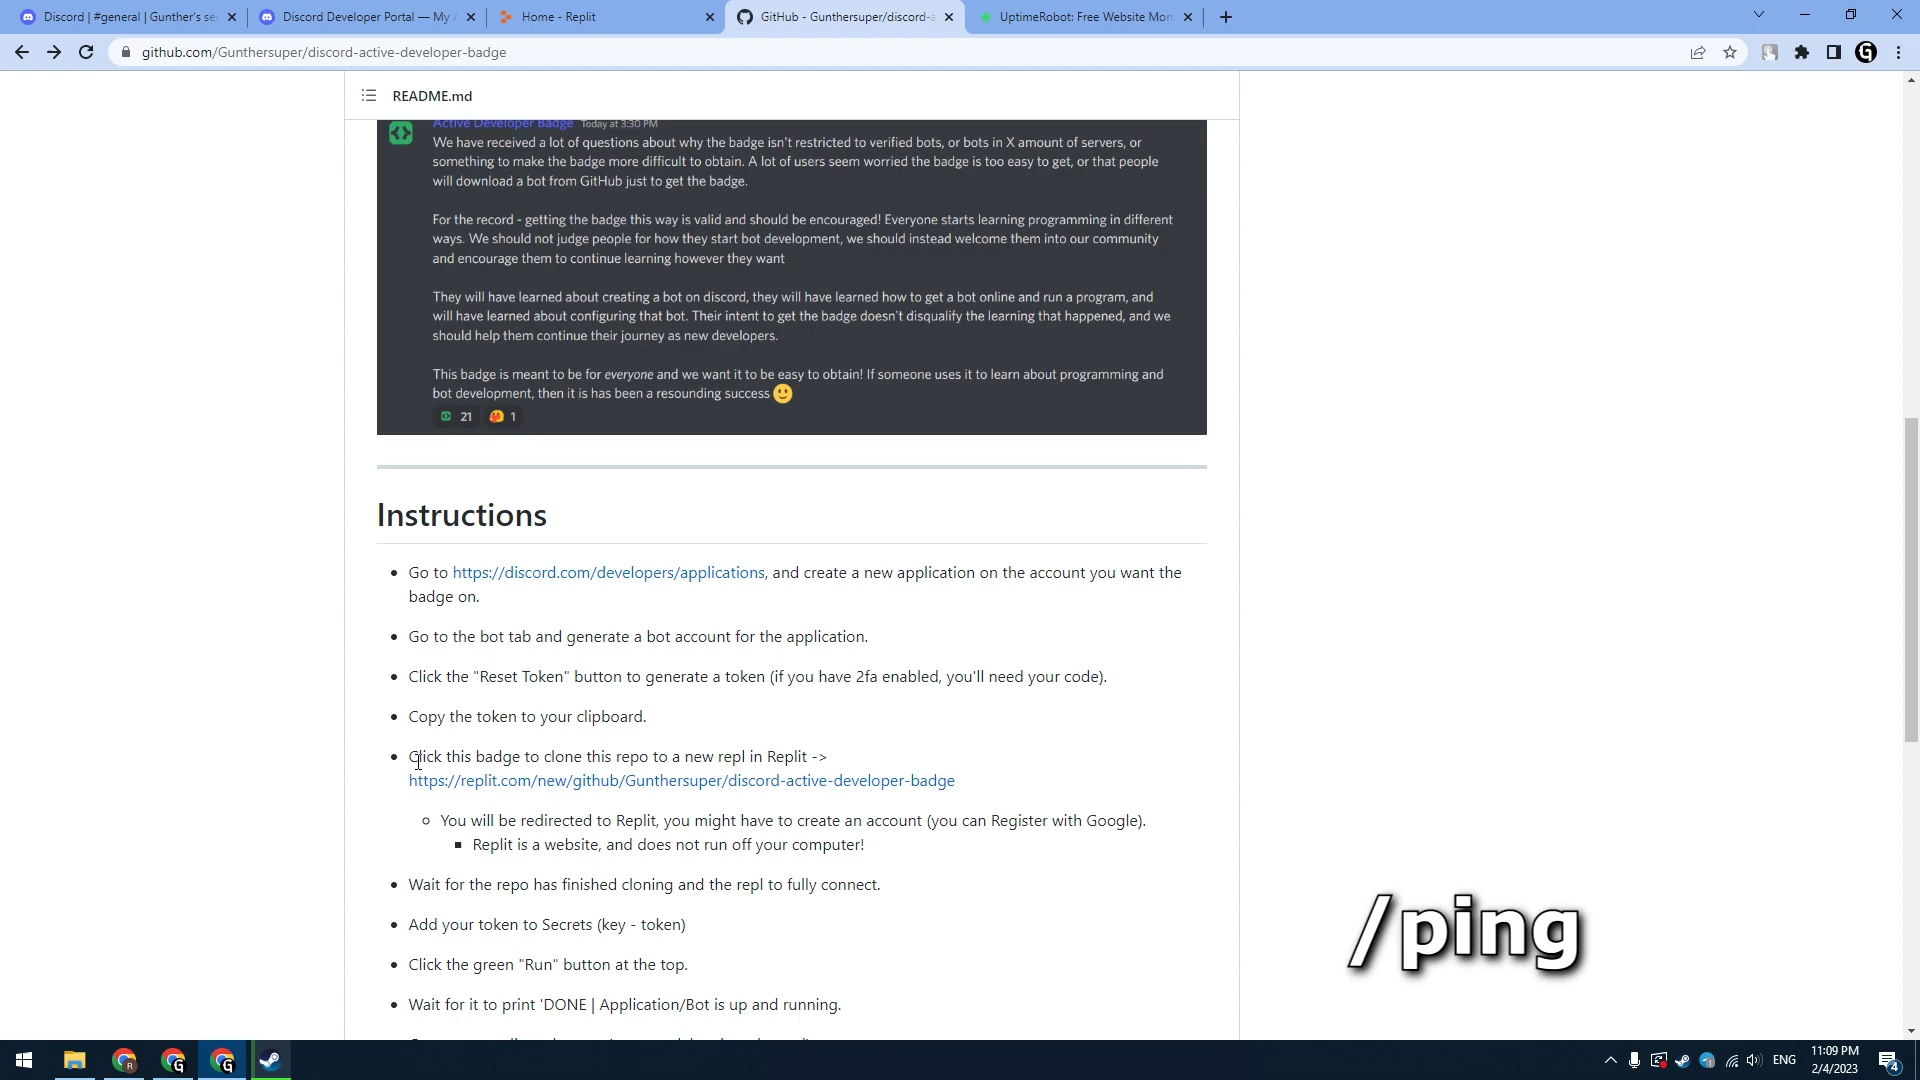 Discord | #general | Gunther's se
Discord Developer Portal — My A
Home - Replit
GitHub - Gunthersuper/discord-a
UptimeRobot: Free Website Mon
github.com/Gunthersuper/discord-active-developer-badge
README.md
Active Developer Badge Today at 3:30 PM
We have received a lot of questions about why the badge isn't restricted to verified bots, or bots in X amount of servers, or
something to make the badge more difficult to obtain. A lot of users seem worried the badge is too easy to get, or that people
will download a bot from GitHub just to get the badge.
For the record - getting the badge this way is valid and should be encouraged! Everyone starts learning programming in different
ways. We should not judge people for how they start bot development, we should instead welcome them into our community
and encourage them to continue learning however they want
They will have learned about creating a bot on discord, they will have learned how to get a bot online and run a program, and
will have learned about configuring that bot. Their intent to get the badge doesn't disqualify the learning that happened, and we
should help them continue their journey as new developers.
This badge is meant to be for everyone and we want it to be easy to obtain! If someone uses it to learn about programming and
bot development, then it is has been a resounding success 🙂
21 1
Instructions
• Go to https://discord.com/developers/applications, and create a new application on the account you want the
badge on.
• Go to the bot tab and generate a bot account for the application.
• Click the "Reset Token" button to generate a token (if you have 2fa enabled, you'll need your code).
• Copy the token to your clipboard.
• Click this badge to clone this repo to a new repl in Replit ->
https://replit.com/new/github/Gunthersuper/discord-active-developer-badge
You will be redirected to Replit, you might have to create an account (you can Register with Google).
Replit is a website, and does not run off your computer!
• Wait for the repo has finished cloning and the repl to fully connect.
• Add your token to Secrets (key - token)
• Click the green "Run" button at the top.
• Wait for it to print 'DONE | Application/Bot is up and running.
/ping
ENG
11:09 PM
2/4/2023
4